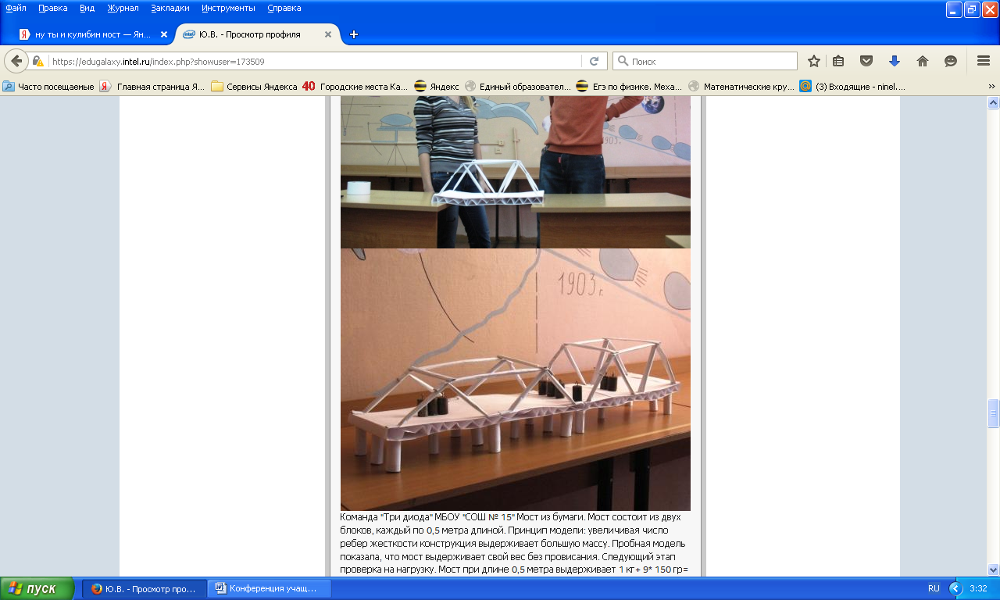 Файл Правка Вид Журнал Закладки Инструменты Справка
ну ты и кулибин мост — Ян...
Ю.В. - Просмотр профиля
https://edugalaxy.intel.ru/index.php?showuser=173509
Поиск
Часто посещаемые Главная страница Я... Сервисы Яндекса 40 Городские места Ка... Яндекс Единый образовател... Егэ по физике. Меха... Математические кру... (3) Входящие - ninel.... »
1903.
1903г.
Команда "Три диода" МБОУ "СОШ № 15" Мост из бумаги. Мост состоит из двух
блоков, каждый по 0,5 метра длиной. Принцип модели: увеличивая число
ребер жесткости конструкция выдерживает большую массу. Пробная модель
показала, что мост выдерживает свой вес без провисания. Следующий этап
проверка на нагрузку. Мост при длине 0,5 метра выдерживает 1 кг+ 9* 150 гр=
пуск Ю.В. - Просмотр про... Конференция учащ... RU 3:32